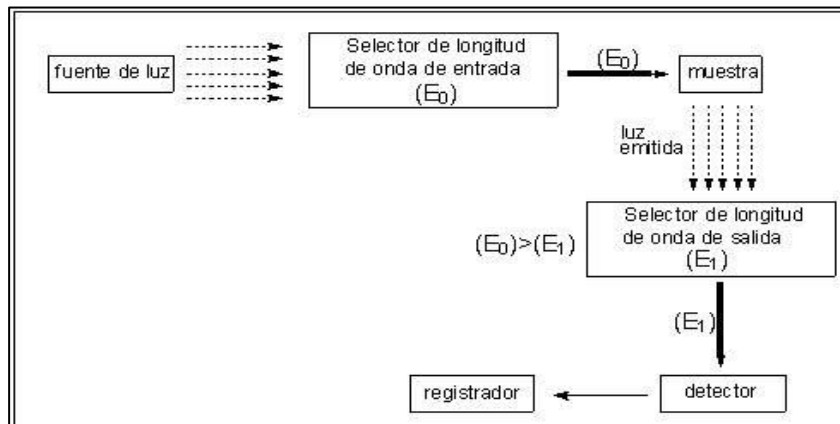 fuente de luz
Selector de longitud
de onda de entrada
(E₀)
(E₀)
muestra
luz
emitida
Selector de longitud
de onda de salida
(E₁)
(E₀)>(E₁)
(E₁)
registrador
detector